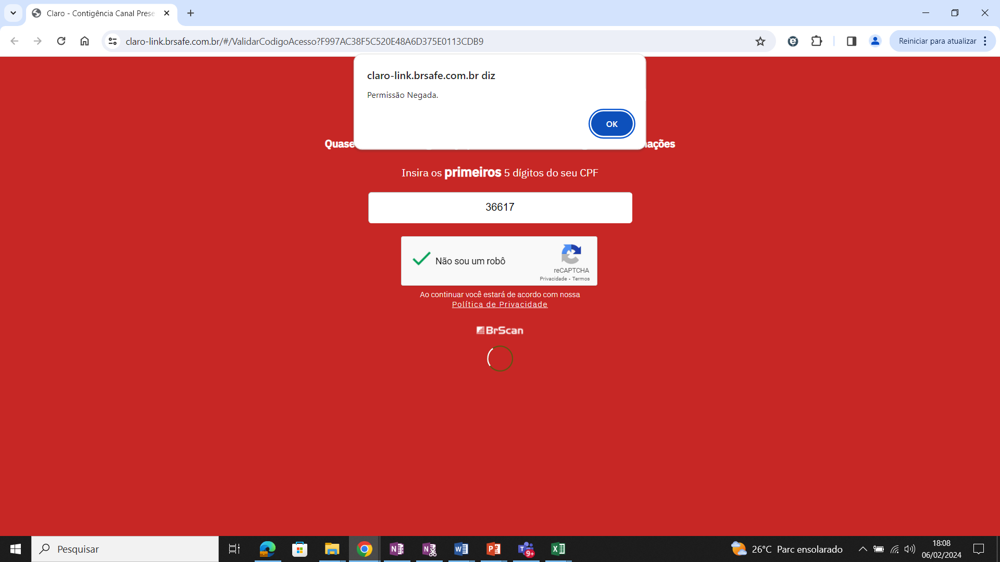 Claro - Contigência Canal Prese
claro-link.brsafe.com.br/#/ValidarCodigoAcesso?F997AC38F5C520E48A6D375E0113CDB9
Reiniciar para atualizar
claro-link.brsafe.com.br diz
Permissão Negada.
OK
Quase
mações
Insira os primeiros 5 dígitos do seu CPF
36617
Não sou um robô
reCAPTCHA
Privacidade - Termos
Ao continuar você estará de acordo com nossa
Política de Privacidade
BrScan
Pesquisar
9+
26°C Parc ensolarado
18:08
06/02/2024